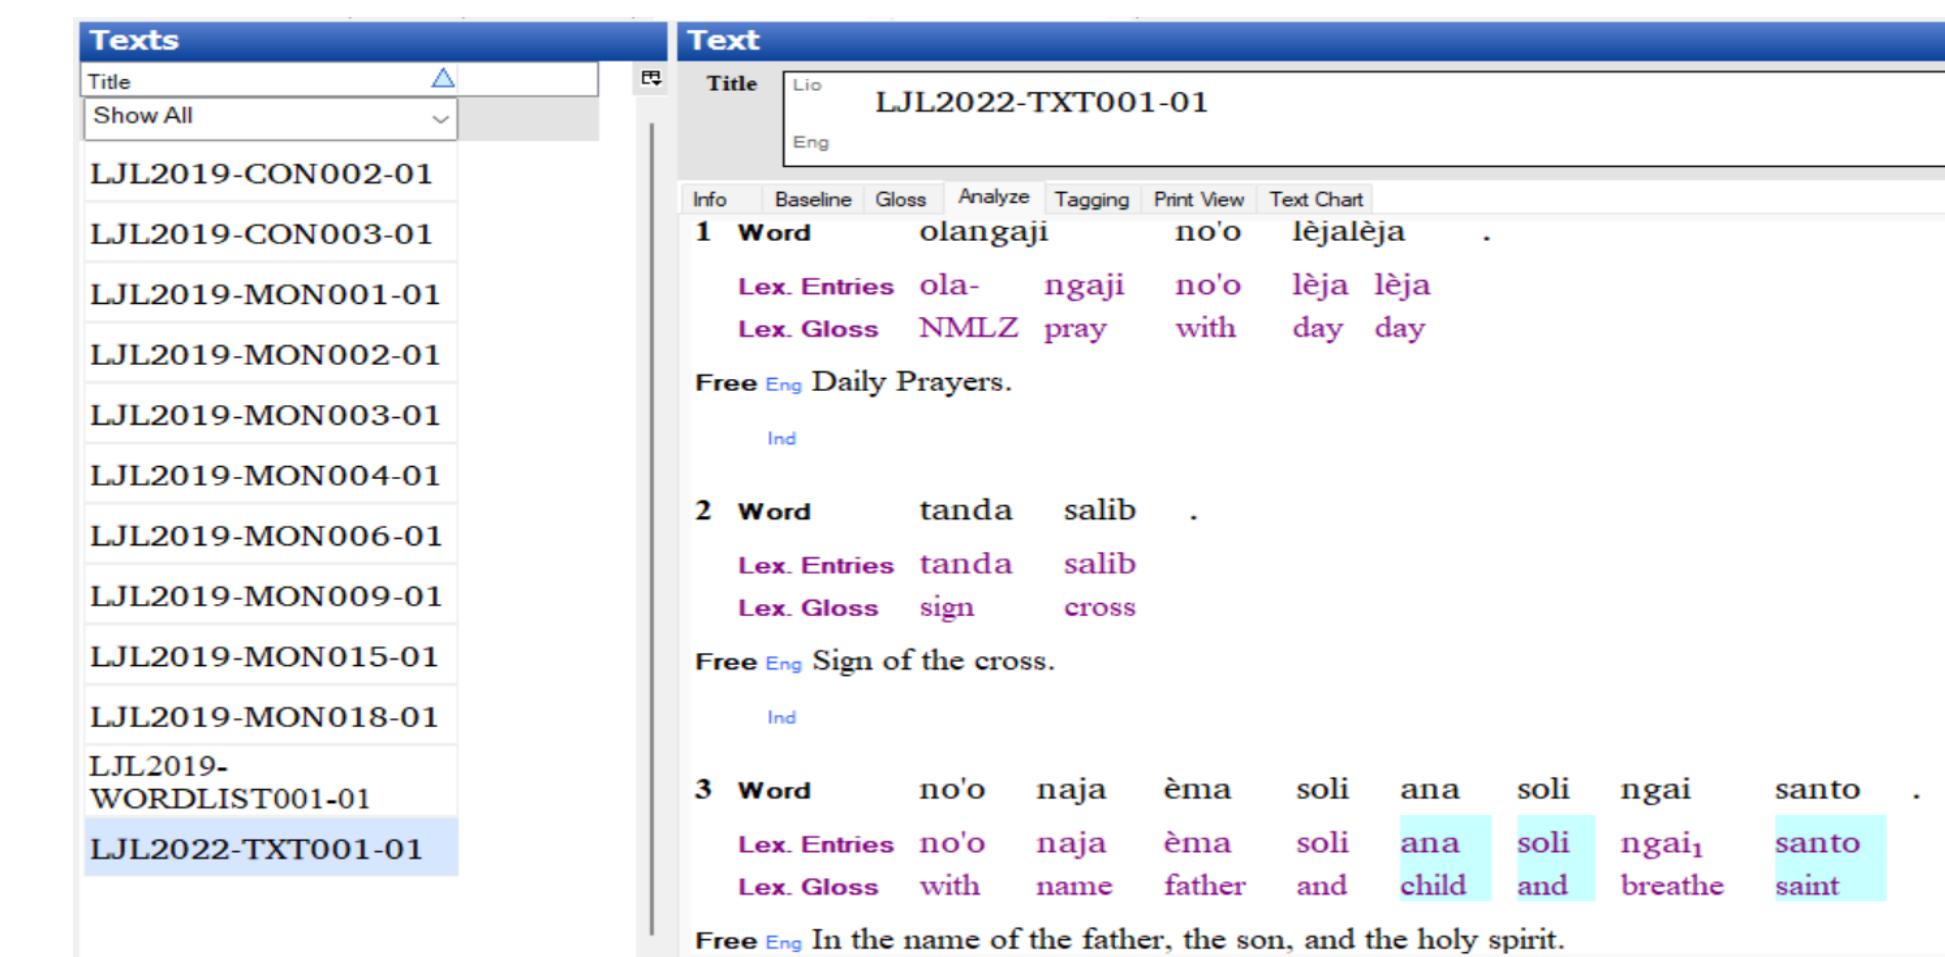 Texts
Title
Show All
LJL2019-CON002-01
LJL2019-CON003-01
LJL2019-MON001-01
LJL2019-MON002-01
LJL2019-MON003-01
LJL2019-MON004-01
LJL2019-MON006-01
LJL2019-MON009-01
LJL2019-MON015-01
LJL2019-MON018-01
LJL2019-
WORDLIST001-01
LJL2022-TXT001-01
Text
Title
Lio LJL2022-TXT001-01
Eng
Info Baseline Gloss Analyze Tagging Print View Text Chart
1 Word olangaji no'o lèjalèja .
Lex. Entries ola- ngaji no'o lèja lèja
Lex. Gloss NMLZ pray with day day
Free Eng Daily Prayers.
Ind
2 Word tanda salib .
Lex. Entries tanda salib
Lex. Gloss sign cross
Free Eng Sign of the cross.
Ind
3 Word no'o naja èma soli ana soli ngai santo .
Lex. Entries no'o naja èma soli ana soli ngai₁ santo
Lex. Gloss with name father and child and breathe saint
Free Eng In the name of the father, the son, and the holy spirit.